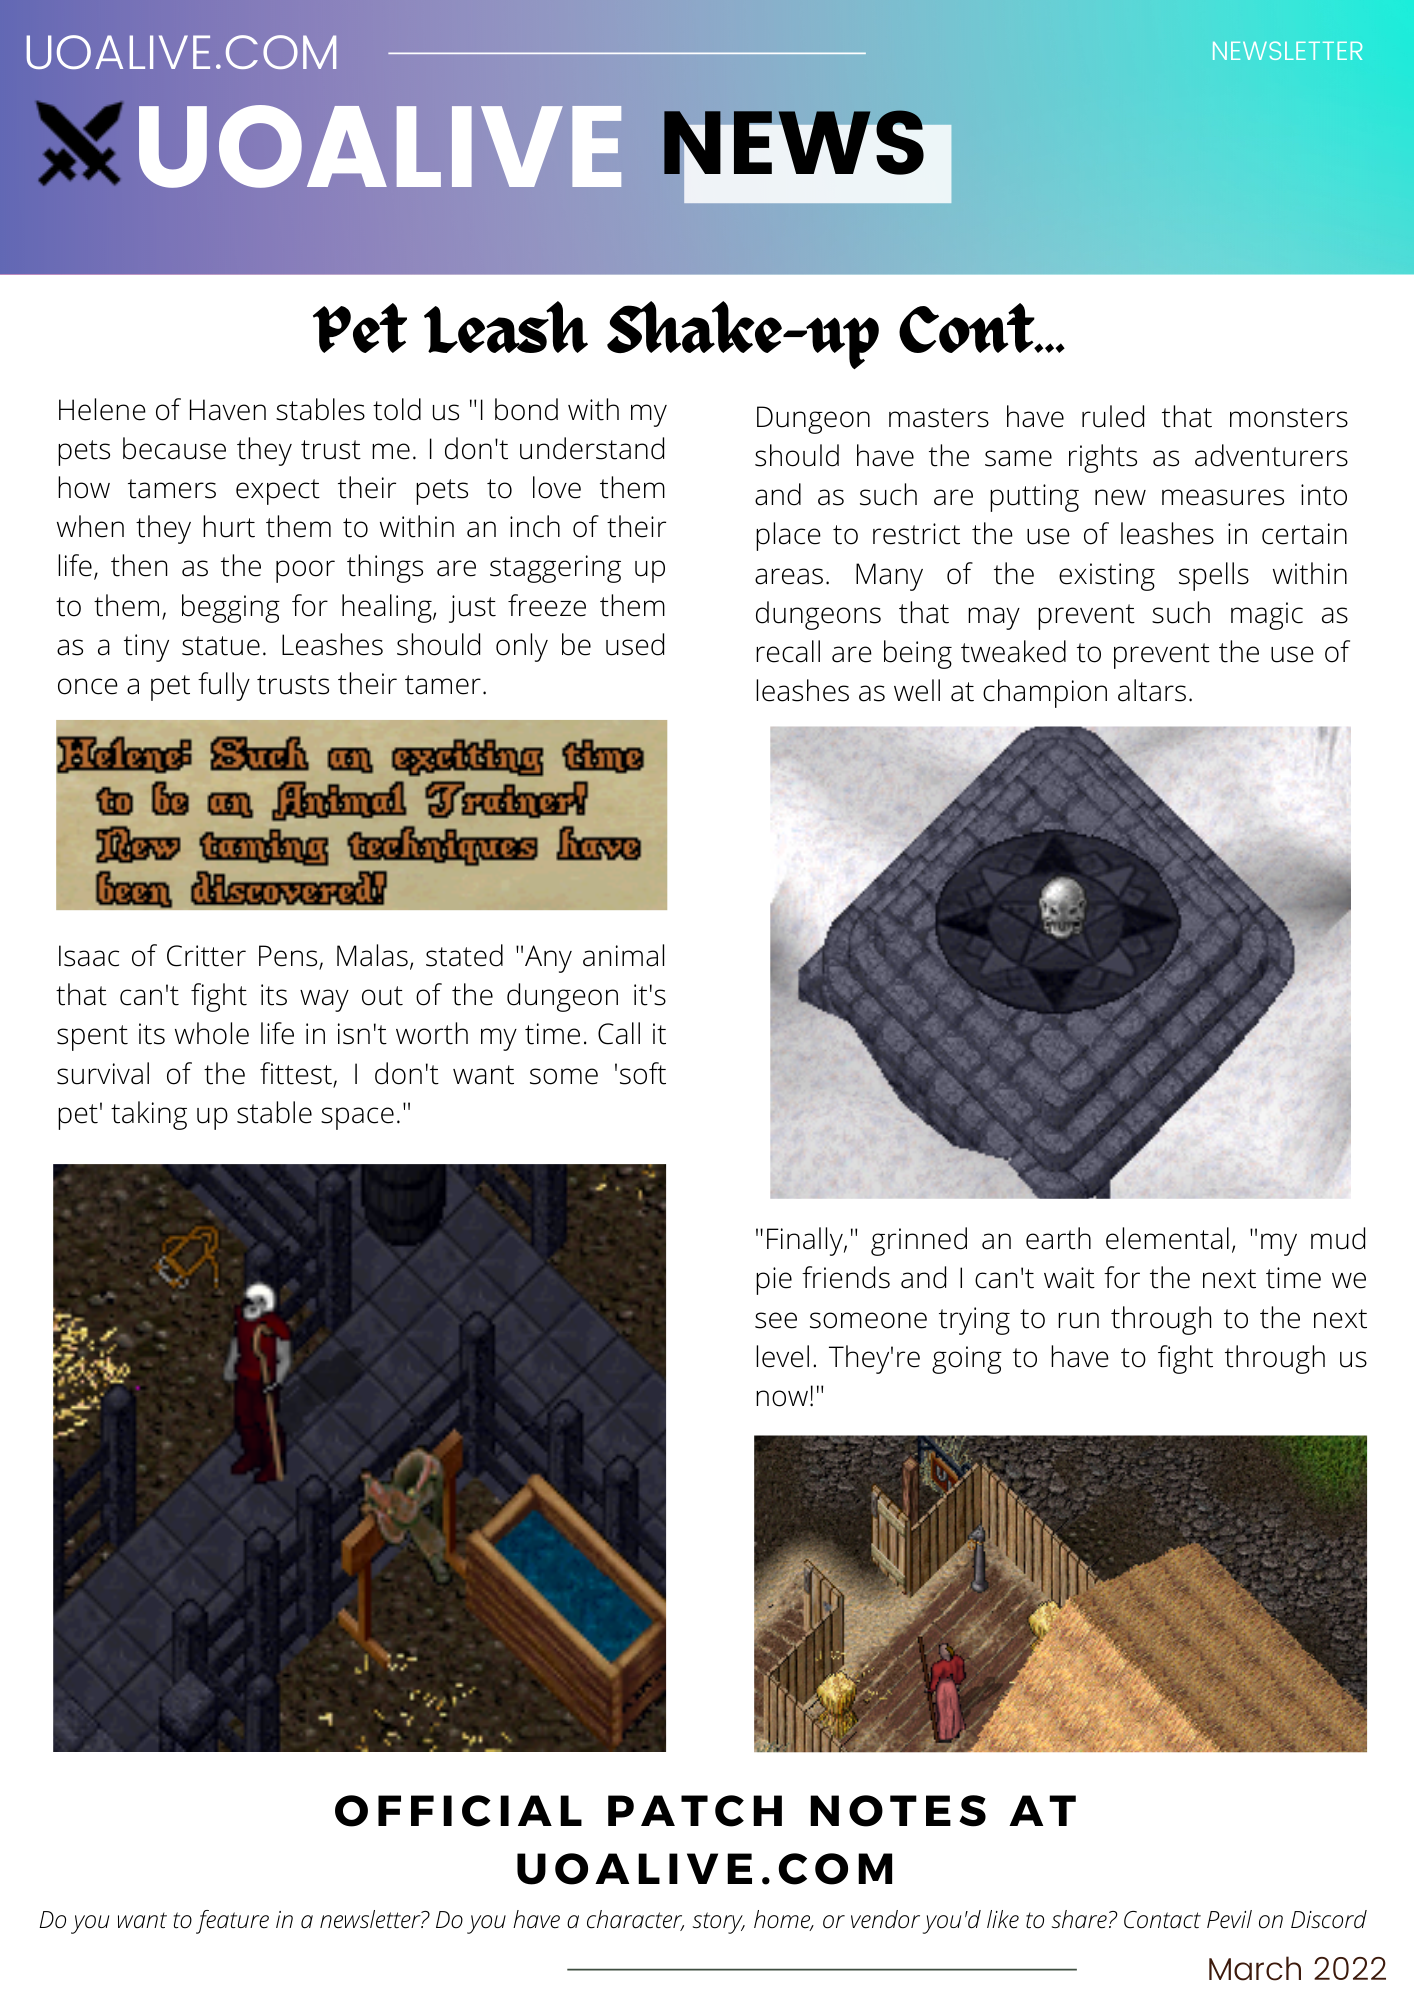 UOALIVE.COM
NEWSLETTER
UOALIVE NEWS
Pet Leash Shake-up Cont...
Helene of Haven stables told us "I bond with my
pets because they trust me. I don't understand
how tamers expect their pets to love them
when they hurt them to within an inch of their
life, then as the poor things are staggering up
to them, begging for healing, just freeze them
as a tiny statue. Leashes should only be used
once a pet fully trusts their tamer.
Helene: Such an exciting time
to be an Animal Trainer!
New taming techniques have
been discovered!
Isaac of Critter Pens, Malas, stated "Any animal
that can't fight its way out of the dungeon it's
spent its whole life in isn't worth my time. Call it
survival of the fittest, I don't want some 'soft
pet' taking up stable space."
Dungeon masters have ruled that monsters
should have the same rights as adventurers
and as such are putting new measures into
place to restrict the use of leashes in certain
areas. Many of the existing spells within
dungeons that may prevent such magic as
recall are being tweaked to prevent the use of
leashes as well at champion altars.
"Finally," grinned an earth elemental, "my mud
pie friends and I can't wait for the next time we
see someone trying to run through to the next
level. They're going to have to fight through us
now!"
OFFICIAL PATCH NOTES AT
UOALIVE.COM
Do you want to feature in a newsletter? Do you have a character, story, home, or vendor you'd like to share? Contact Pevil on Discord
March 2022